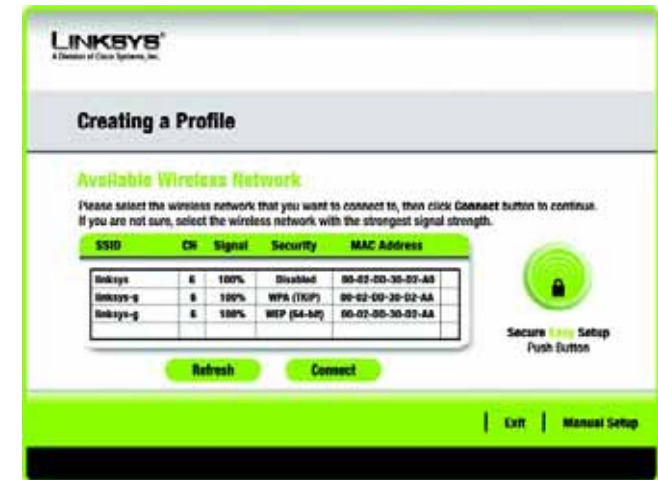 LINKSYS®
A Division of Cisco Systems, Inc.
Creating a Profile
Available Wireless Network
Please select the wireless network that you want to connect to, then click Connect button to continue.
If you are not sure, select the wireless network with the strongest signal strength.
SSID CH Signal Security MAC Address
linksys 6 100% Disabled 00-02-DD-30-D2-A0
linksys-g 6 100% WPA (TKIP) 00-02-DD-30-D2-AA
linksys-g 6 100% WEP (64-bit) 00-02-DD-30-D2-AA
Secure Easy Setup
Push Button
Refresh Connect
Exit Manual Setup